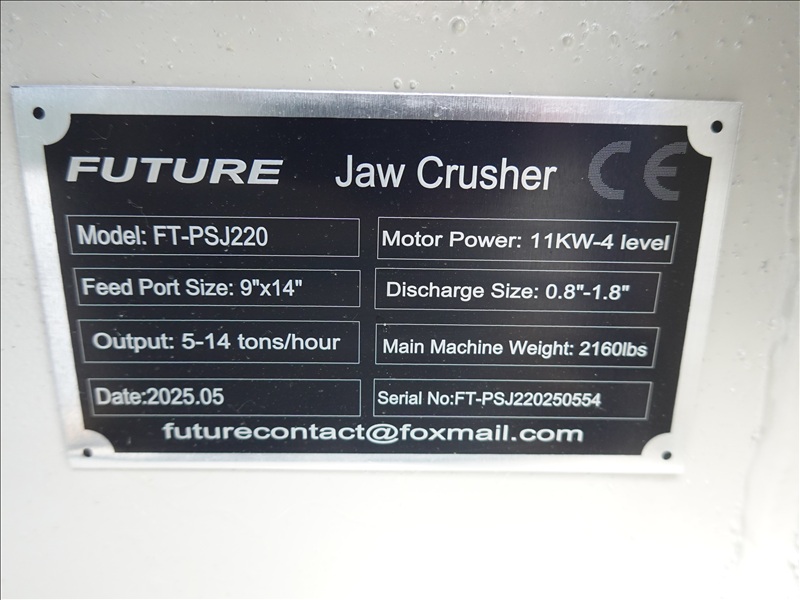 FUTURE Jaw Crusher CE
Model: FT-PSJ220
Motor Power: 11KW-4 level
Feed Port Size: 9"x14"
Discharge Size: 0.8"-1.8"
Output: 5-14 tons/hour
Main Machine Weight: 2160lbs
Date:2025.05
Serial No:FT-PSJ220250554
futurecontact@foxmail.com